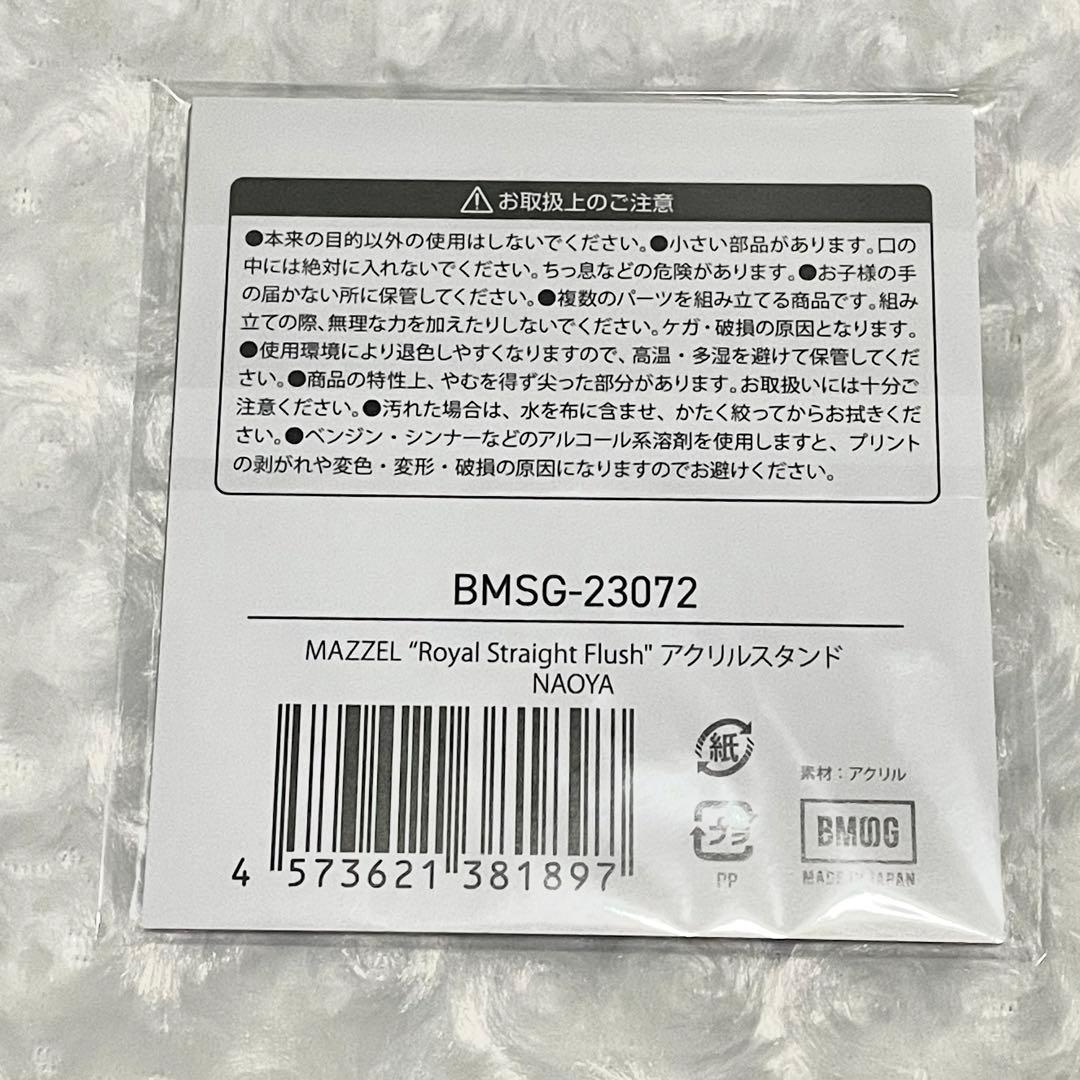 ⚠お取扱上のご注意
●本来の目的以外の使用はしないでください。●小さい部品があります。口の
中には絶対に入れないでください。ちっ息などの危険があります。●お子様の手
の届かない所に保管してください。●複数のパーツを組み立てる商品です。組み
立ての際、無理な力を加えたりしないでください。ケガ・破損の原因となります。
●使用環境により退色しやすくなりますので、高温・多湿を避けて保管してくだ
さい。●商品の特性上、やむを得ず尖った部分があります。お取扱いには十分ご
注意ください。●汚れた場合は、水を布に含ませ、かたく絞ってからお拭きくだ
さい。●ベンジン・シンナーなどのアルコール系溶剤を使用しますと、プリント
の剥がれや変色・変形・破損の原因になりますのでお避けください。
BMSG-23072
MAZZEL “Royal Straight Flush" アクリルスタンド
NAOYA
4 573621 381897
紙
プラ
PP
素材：アクリル
BMSG
MADE IN JAPAN